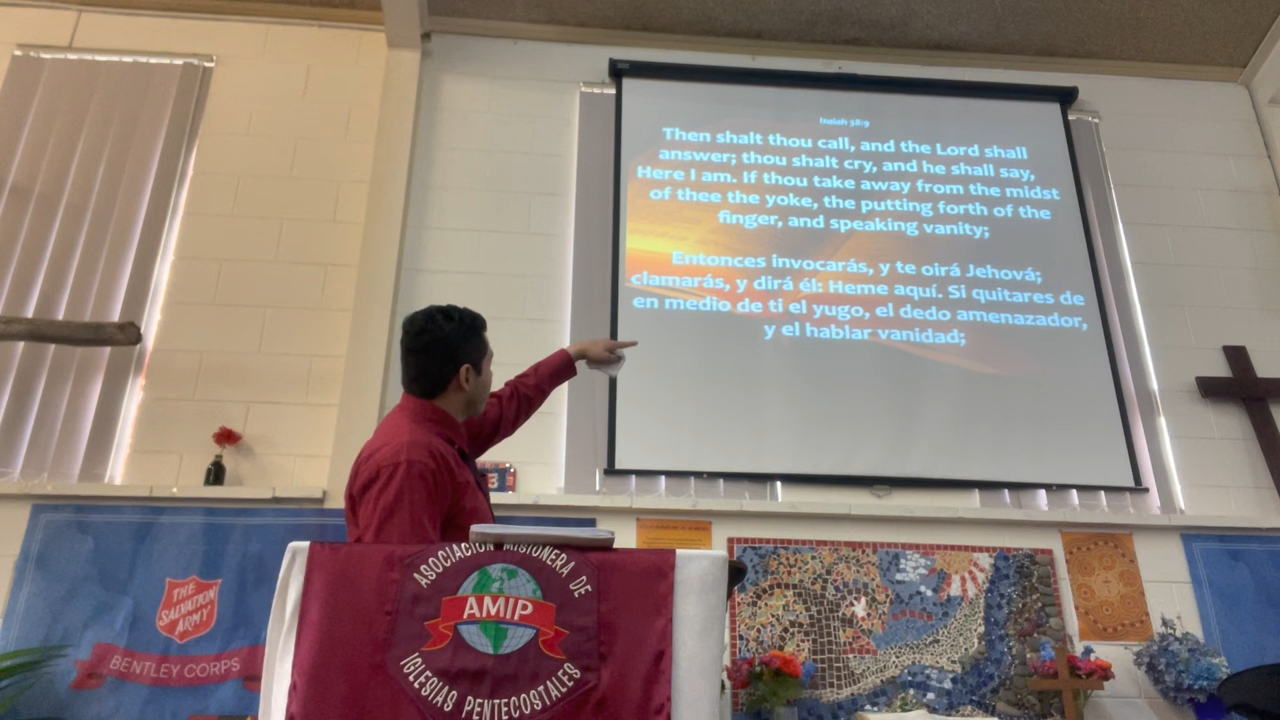 Isaiah 58:9
Then shalt thou call, and the Lord shall
answer; thou shalt cry, and he shall say,
Here I am. If thou take away from the midst
of thee the yoke, the putting forth of the
finger, and speaking vanity;
Entonces invocarás, y te oirá Jehová;
clamarás, y dirá él: Heme aquí. Si quitares de
en medio de ti el yugo, el dedo amenazador,
y el hablar vanidad;
3
THE
SALVATION
ARMY
BENTLEY CORPS
ASOCIACIÓN MISIONERA DE
AMIP
IGLESIAS PENTECOSTALES